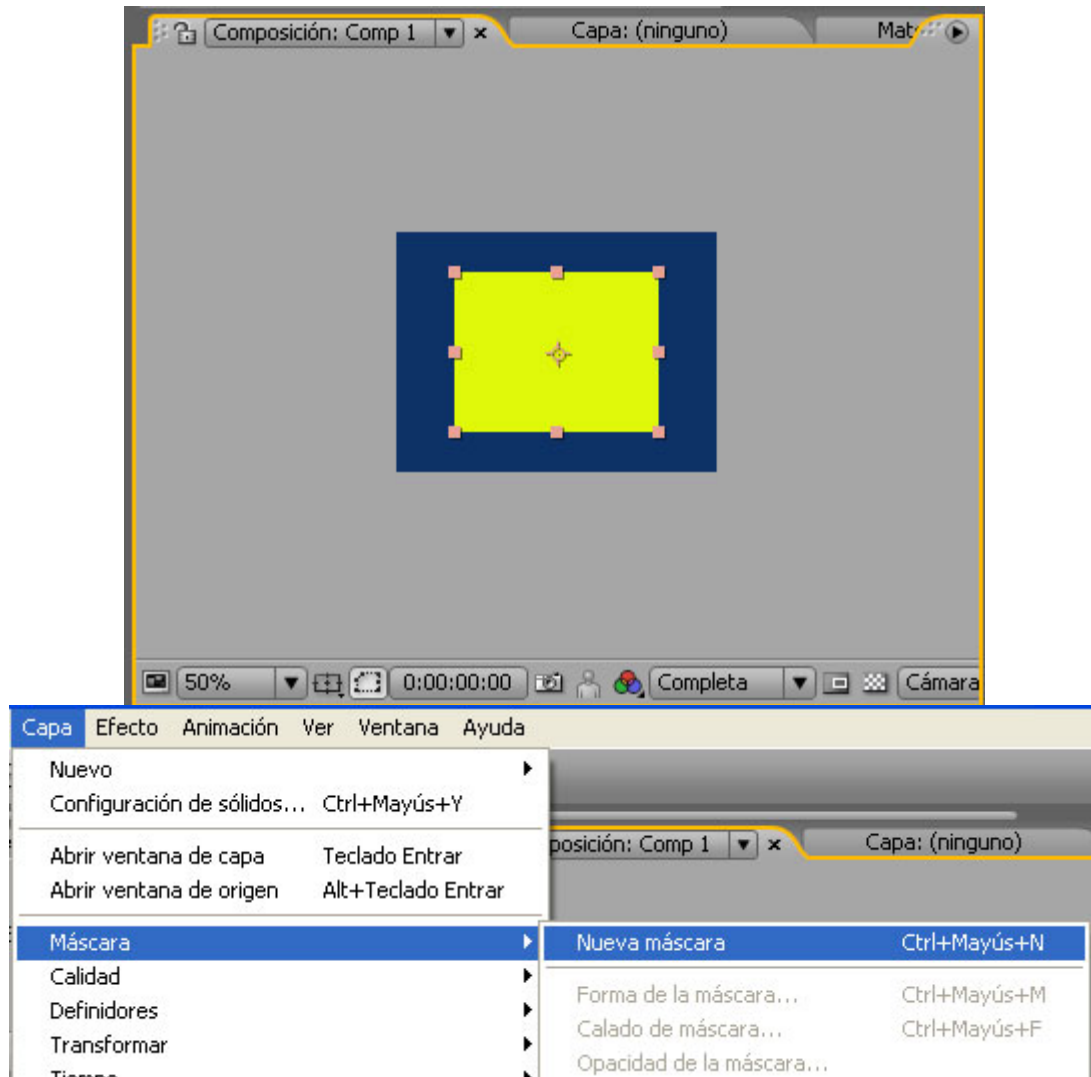 Composición: Comp 1 Capa: (ninguno) Mat
50% 0:00:00:00 Completa Cámara
Capa Efecto Animación Ver Ventana Ayuda
Nuevo
Configuración de sólidos... Ctrl+Mayús+Y
posición: Comp 1 Capa: (ninguno)
Abrir ventana de capa Teclado Entrar
Abrir ventana de origen Alt+Teclado Entrar
Máscara Nueva máscara Ctrl+Mayús+N
Calidad
Forma de la máscara... Ctrl+Mayús+M
Definidores
Calado de máscara... Ctrl+Mayús+F
Transformar
Opacidad de la máscara...